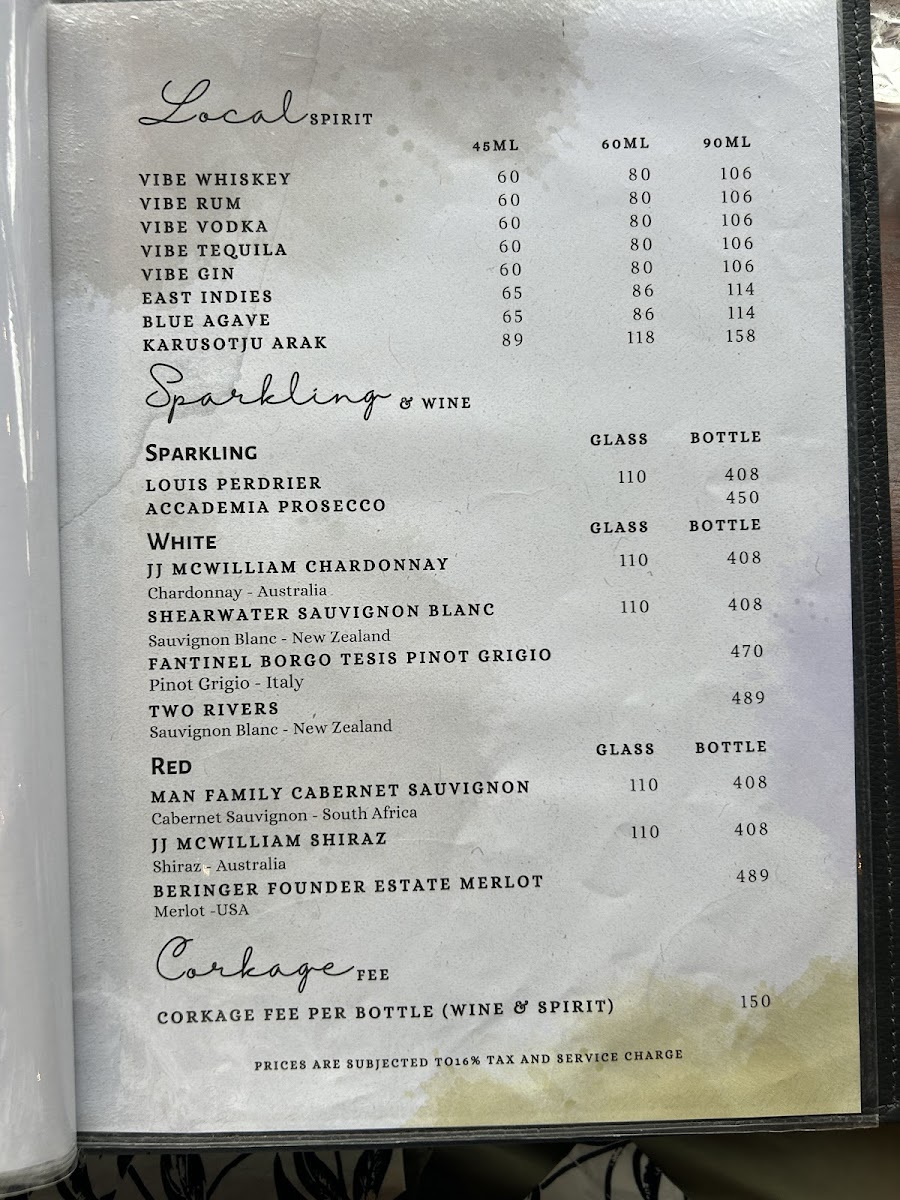 Local SPIRIT
45ML 60ML 90ML
VIBE WHISKEY 60 80 106
VIBE RUM 60 80 106
VIBE VODKA 60 80 106
VIBE TEQUILA 60 80 106
VIBE GIN 60 80 106
EAST INDIES 65 86 114
BLUE AGAVE 65 86 114
KARUSOTJU ARAK 89 118 158
Sparkling & WINE
SPARKLING GLASS BOTTLE
LOUIS PERDRIER 110 408
ACCADEMIA PROSECCO 450
WHITE GLASS BOTTLE
JJ MCWILLIAM CHARDONNAY 110 408
Chardonnay - Australia
SHEARWATER SAUVIGNON BLANC 110 408
Sauvignon Blanc - New Zealand
FANTINEL BORGO TESIS PINOT GRIGIO 470
Pinot Grigio - Italy
TWO RIVERS 489
Sauvignon Blanc - New Zealand
RED GLASS BOTTLE
MAN FAMILY CABERNET SAUVIGNON 110 408
Cabernet Sauvignon - South Africa
JJ MCWILLIAM SHIRAZ 110 408
Shiraz - Australia
BERINGER FOUNDER ESTATE MERLOT 489
Merlot -USA
Corkage FEE
CORKAGE FEE PER BOTTLE (WINE & SPIRIT) 150
PRICES ARE SUBJECTED TO16% TAX AND SERVICE CHARGE